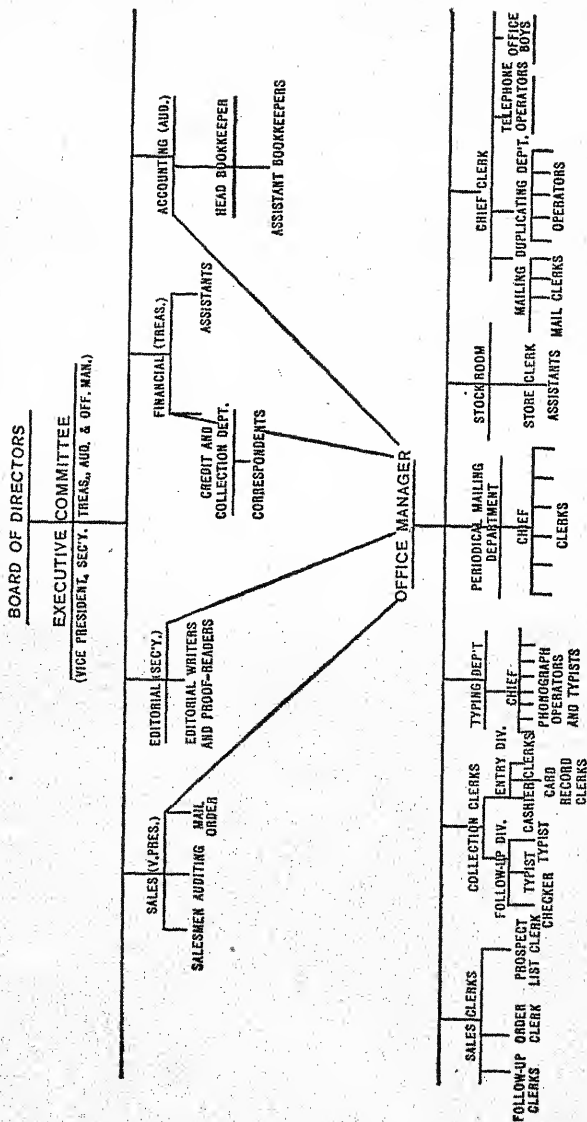 BOARD OF DIRECTORS
EXECUTIVE COMMITTEE
(VICE PRESIDENT, SEC'Y. TREAS., AUD. & OFF. MAN.)
SALES (V.PRES.)
SALESMEN AUDITING MAIL
ORDER
EDITORIAL (SEC'Y.)
EDITORIAL WRITERS
AND PROOF-READERS
FINANCIAL (TREAS.)
CREDIT AND
COLLECTION DEPT.
CORRESPONDENTS
ASSISTANTS
ACCOUNTING (AUD.)
HEAD BOOKKEEPER
ASSISTANT BOOKKEEPERS
OFFICE MANAGER
SALES CLERKS
FOLLOW-UP
CLERKS
ORDER
CLERK
PROSPECT
LIST CLERK
COLLECTION CLERKS
FOLLOW-UP DIV.
TYPIST
CHECKER
TYPIST
ENTRY DIV.
CASHIER CLERKS
CARD
RECORD
CLERKS
TYPING DEP'T
CHIEF
PHONOGRAPH
OPERATORS
AND TYPISTS
PERIODICAL MAILING
DEPARTMENT
CHIEF
CLERKS
STOCK ROOM
STORE CLERK
ASSISTANTS
CHIEF CLERK
MAILING
MAIL CLERKS
DUPLICATING DEP'T.
OPERATORS
TELEPHONE
OPERATORS
OFFICE
BOYS